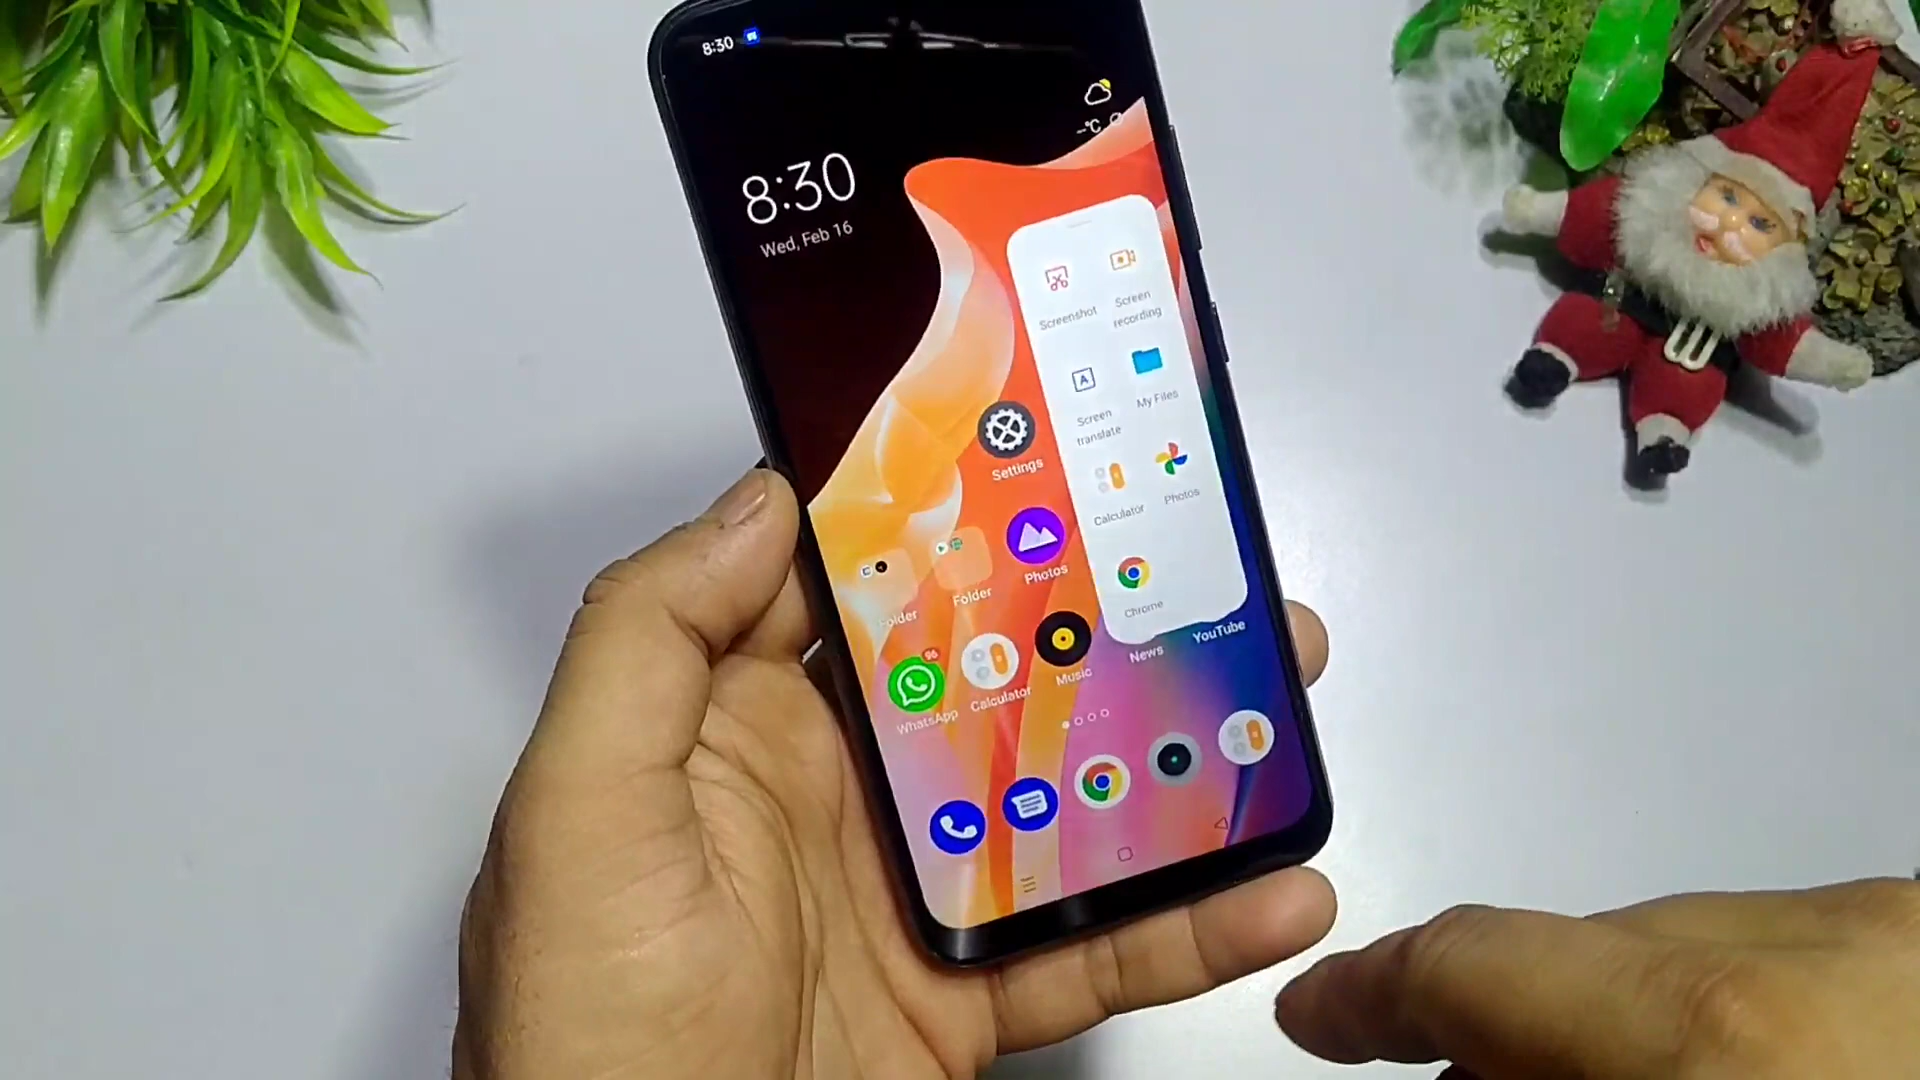 8:30
--°C
8:30
Wed, Feb 16
Screenshot
Screen
recording
Screen
translate
My Files
Calculator
Photos
Chrome
Settings
Folder
Folder
Photos
96
WhatsApp
Calculator
Music
News
YouTube
A